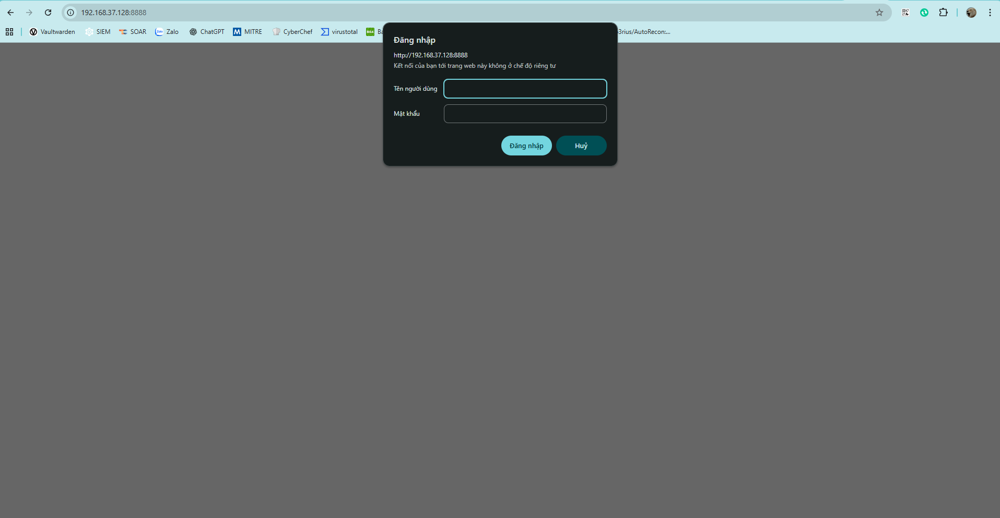 192.168.37.128:8888
Vaultwarden SIEM SOAR Zalo ChatGPT MITRE CyberChef virustotal
3rius/AutoRecon:...
Đăng nhập
http://192.168.37.128:8888
Kết nối của bạn tới trang web này không ở chế độ riêng tư
Tên người dùng
Mật khẩu
Đăng nhập Huỷ